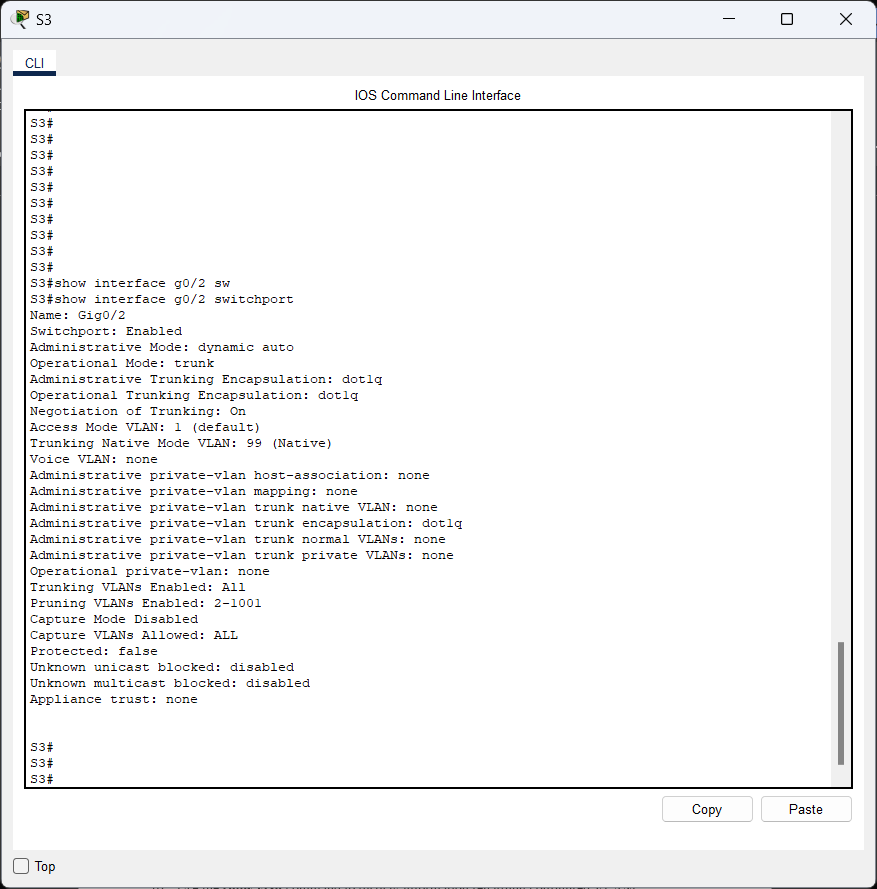 S3
CLI
IOS Command Line Interface
S3#
S3#
S3#
S3#
S3#
S3#
S3#
S3#
S3#
S3#
S3#show interface g0/2 sw
S3#show interface g0/2 switchport
Name: Gig0/2
Switchport: Enabled
Administrative Mode: dynamic auto
Operational Mode: trunk
Administrative Trunking Encapsulation: dot1q
Operational Trunking Encapsulation: dot1q
Negotiation of Trunking: On
Access Mode VLAN: 1 (default)
Trunking Native Mode VLAN: 99 (Native)
Voice VLAN: none
Administrative private-vlan host-association: none
Administrative private-vlan mapping: none
Administrative private-vlan trunk native VLAN: none
Administrative private-vlan trunk encapsulation: dot1q
Administrative private-vlan trunk normal VLANs: none
Administrative private-vlan trunk private VLANs: none
Operational private-vlan: none
Trunking VLANs Enabled: All
Pruning VLANs Enabled: 2-1001
Capture Mode Disabled
Capture VLANs Allowed: ALL
Protected: false
Unknown unicast blocked: disabled
Unknown multicast blocked: disabled
Appliance trust: none
S3#
S3#
S3#
Copy
Paste
Top